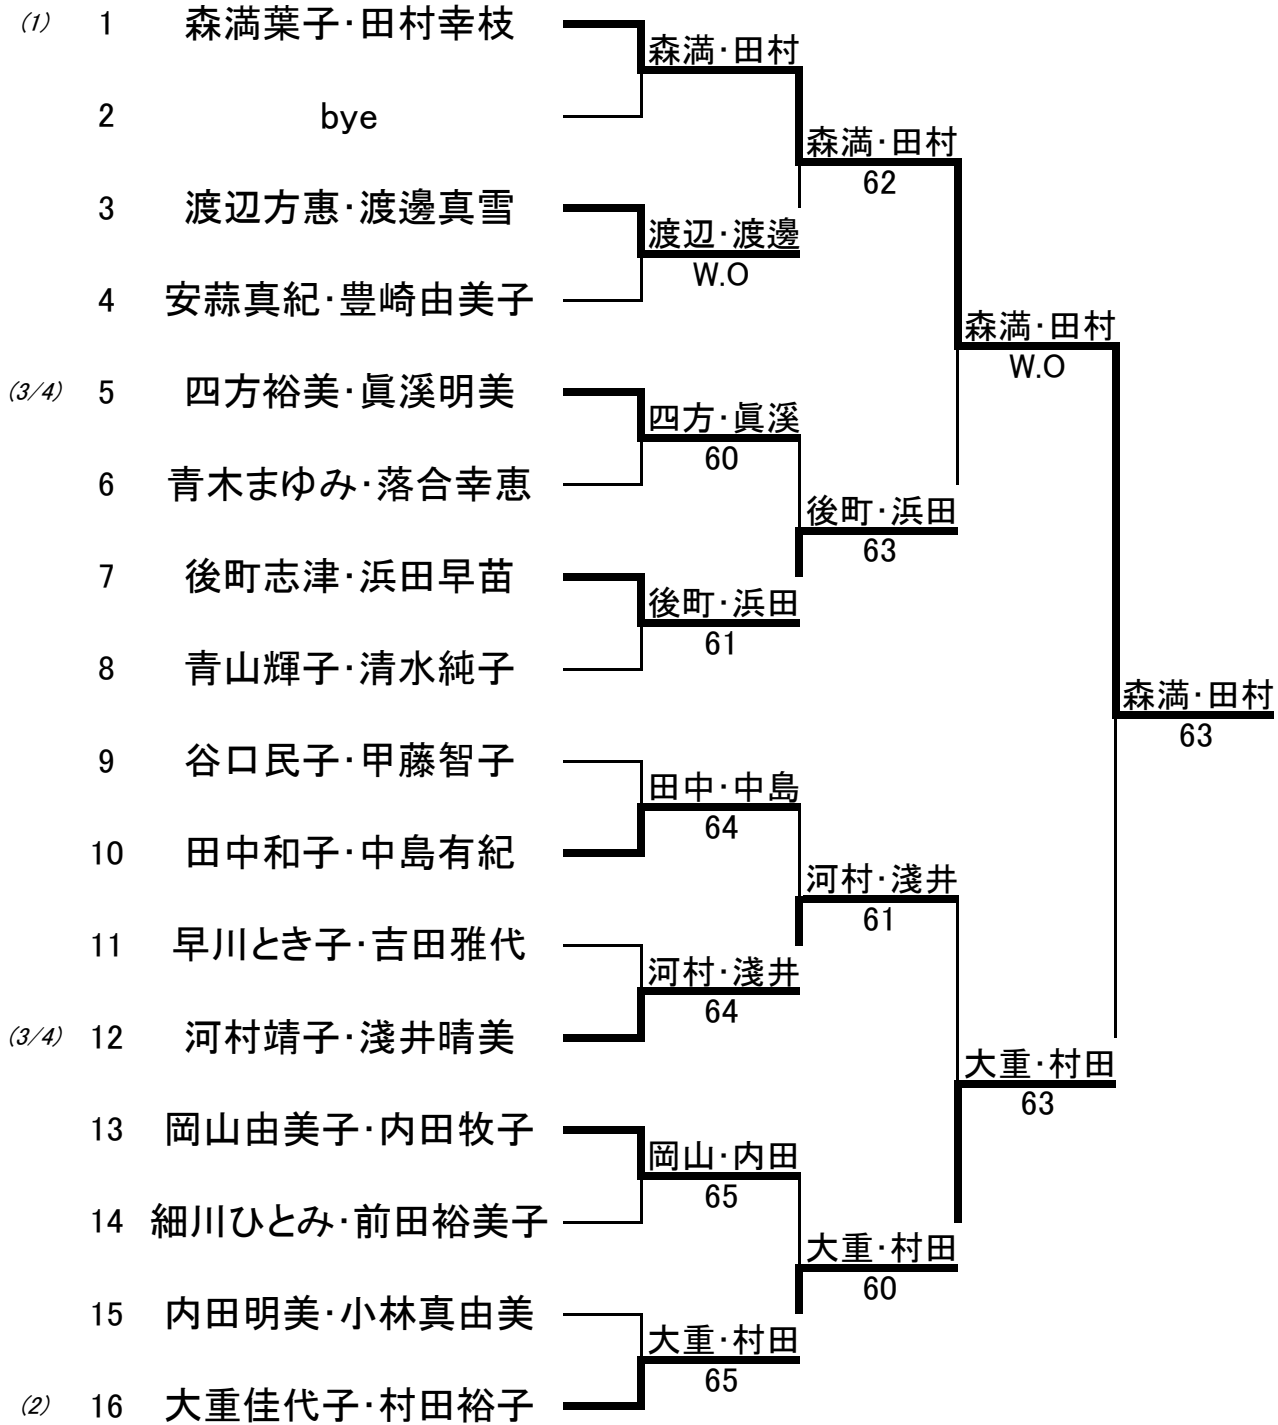 (1) 1 森満葉子・田村幸枝
森満・田村
2 bye
森満・田村
62
3 渡辺方惠・渡邊真雪
渡辺・渡邊
W.O
4 安蒜真紀・豊崎由美子
森満・田村
W.O
(3/4) 5 四方裕美・眞溪明美
四方・眞溪
60
6 青木まゆみ・落合幸恵
後町・浜田
63
7 後町志津・浜田早苗
後町・浜田
61
8 青山輝子・清水純子
森満・田村
63
9 谷口民子・甲藤智子
田中・中島
64
10 田中和子・中島有紀
河村・淺井
61
11 早川とき子・吉田雅代
河村・淺井
64
(3/4) 12 河村靖子・淺井晴美
大重・村田
63
13 岡山由美子・内田牧子
岡山・内田
65
14 細川ひとみ・前田裕美子
大重・村田
60
15 内田明美・小林真由美
大重・村田
65
(2) 16 大重佳代子・村田裕子